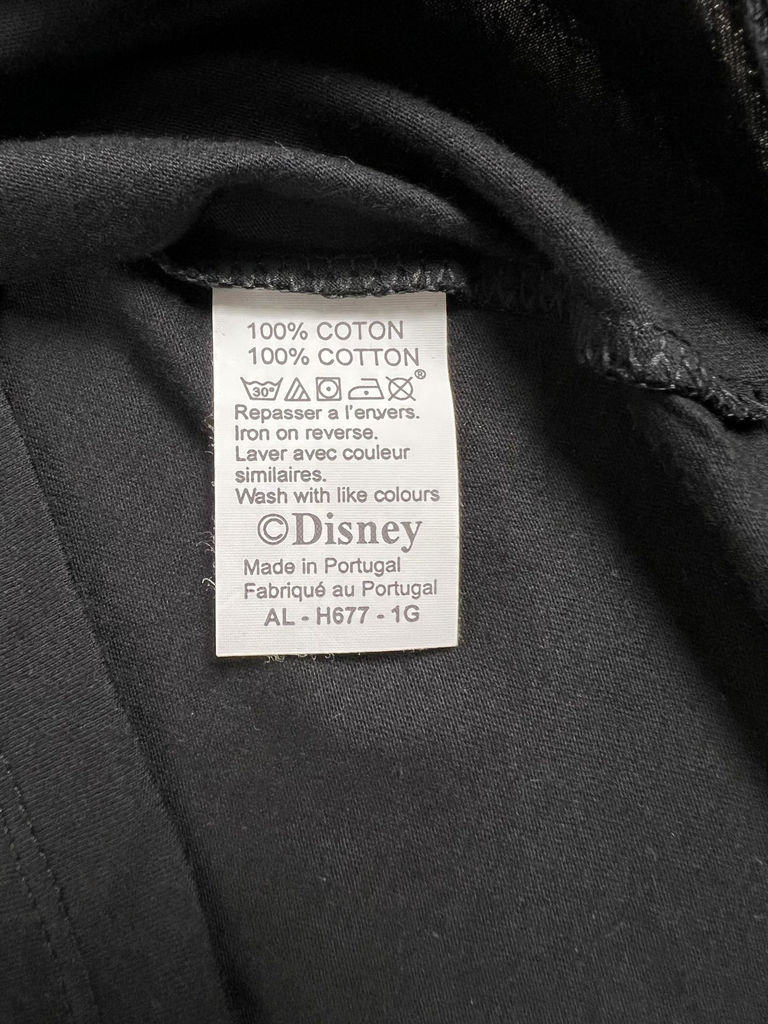 100% COTON
100% COTTON
30°
®
Repasser a l'envers.
Iron on reverse.
Laver avec couleur
similaires.
Wash with like colours
©Disney
Made in Portugal
Fabriqué au Portugal
AL - H677 - 1G